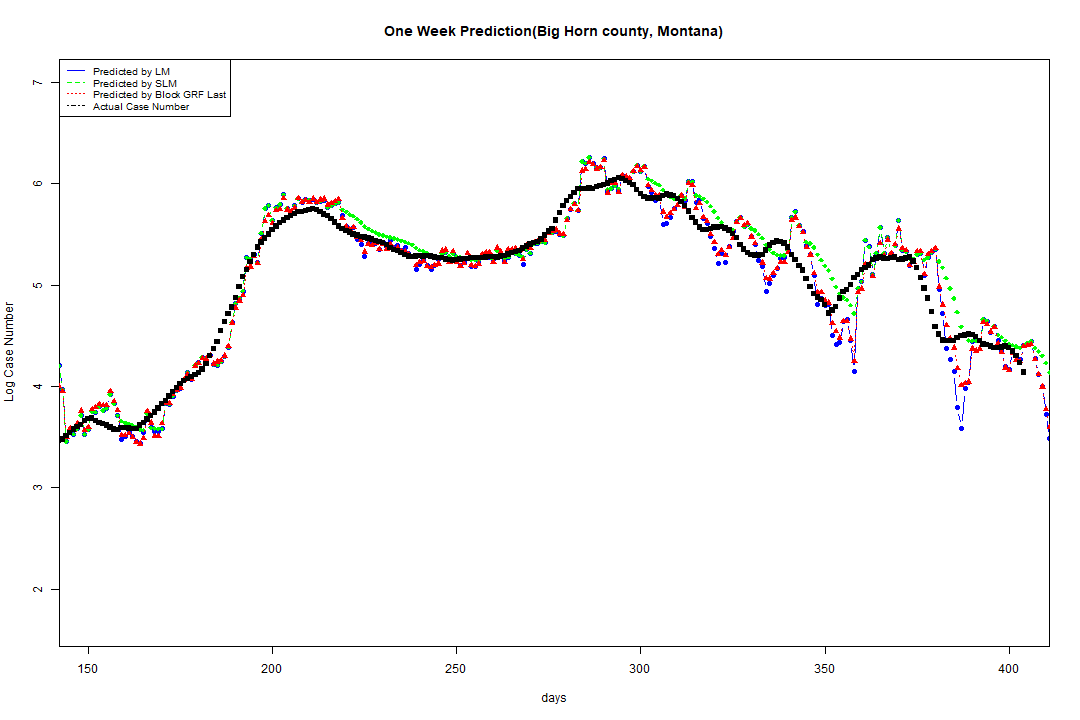 One Week Prediction(Big Horn county, Montana)
Predicted by LM
Predicted by SLM
Predicted by Block GRF Last
Actual Case Number
7
6
5
4
3
2
Log Case Number
150 200 250 300 350 400
days